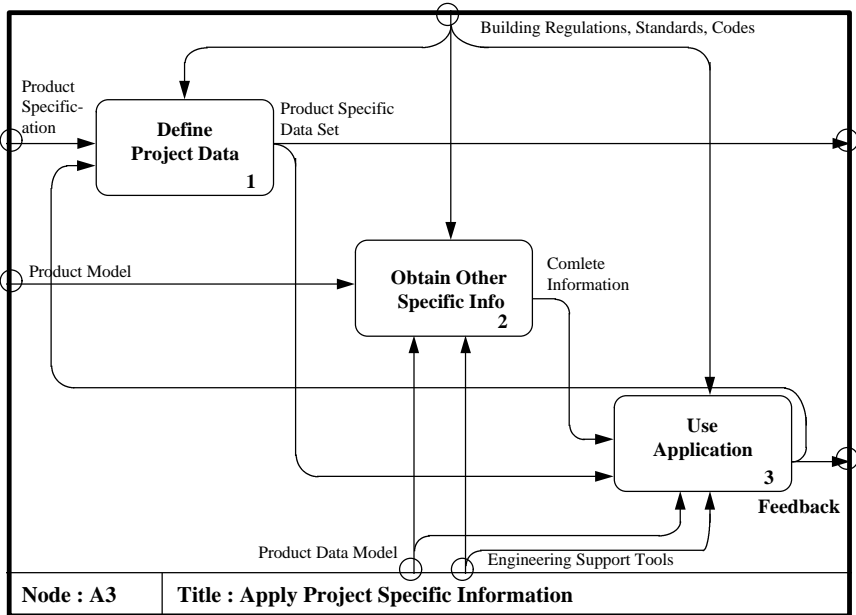 Building Regulations, Standards, Codes
Product
Specific-
ation
Product Specific
Data Set
Define
Project Data
1
Product Model
Obtain Other
Specific Info
2
Comlete
Information
Use
Application
3
Feedback
Product Data Model
Engineering Support Tools
Node : A3
Title : Apply Project Specific Information